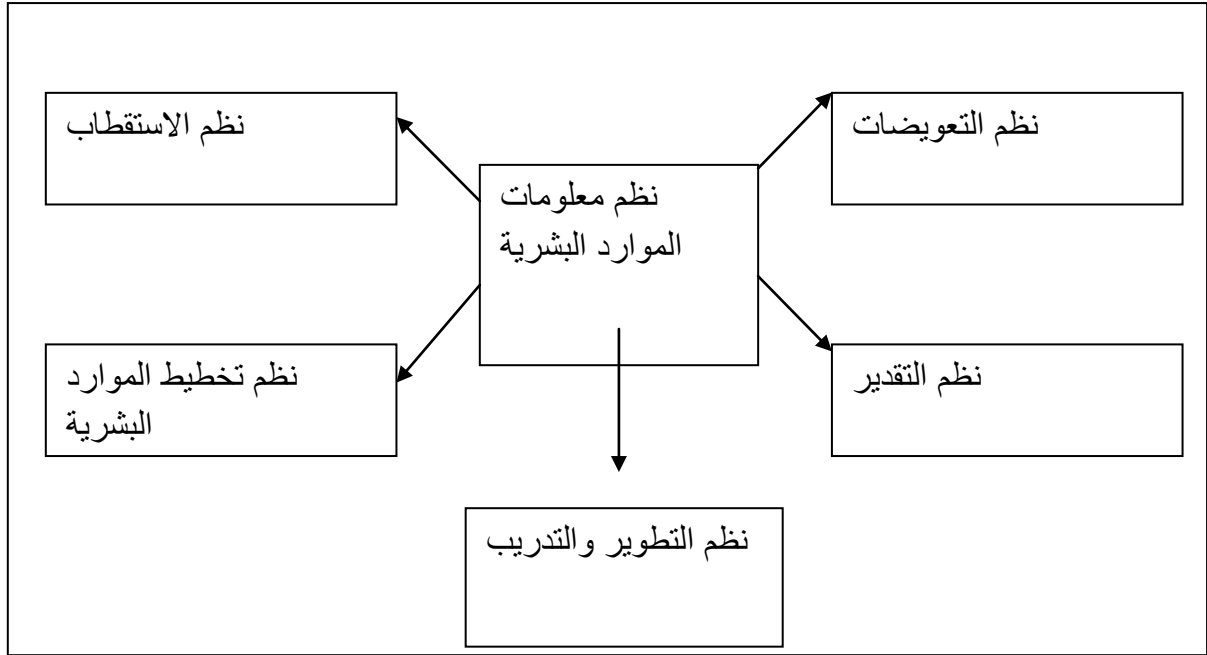 نظم التعويضات
نظم الاستقطاب
نظم معلومات
الموارد البشرية
نظم التقدير
نظم تخطيط الموارد
البشرية
نظم التطوير والتدريب